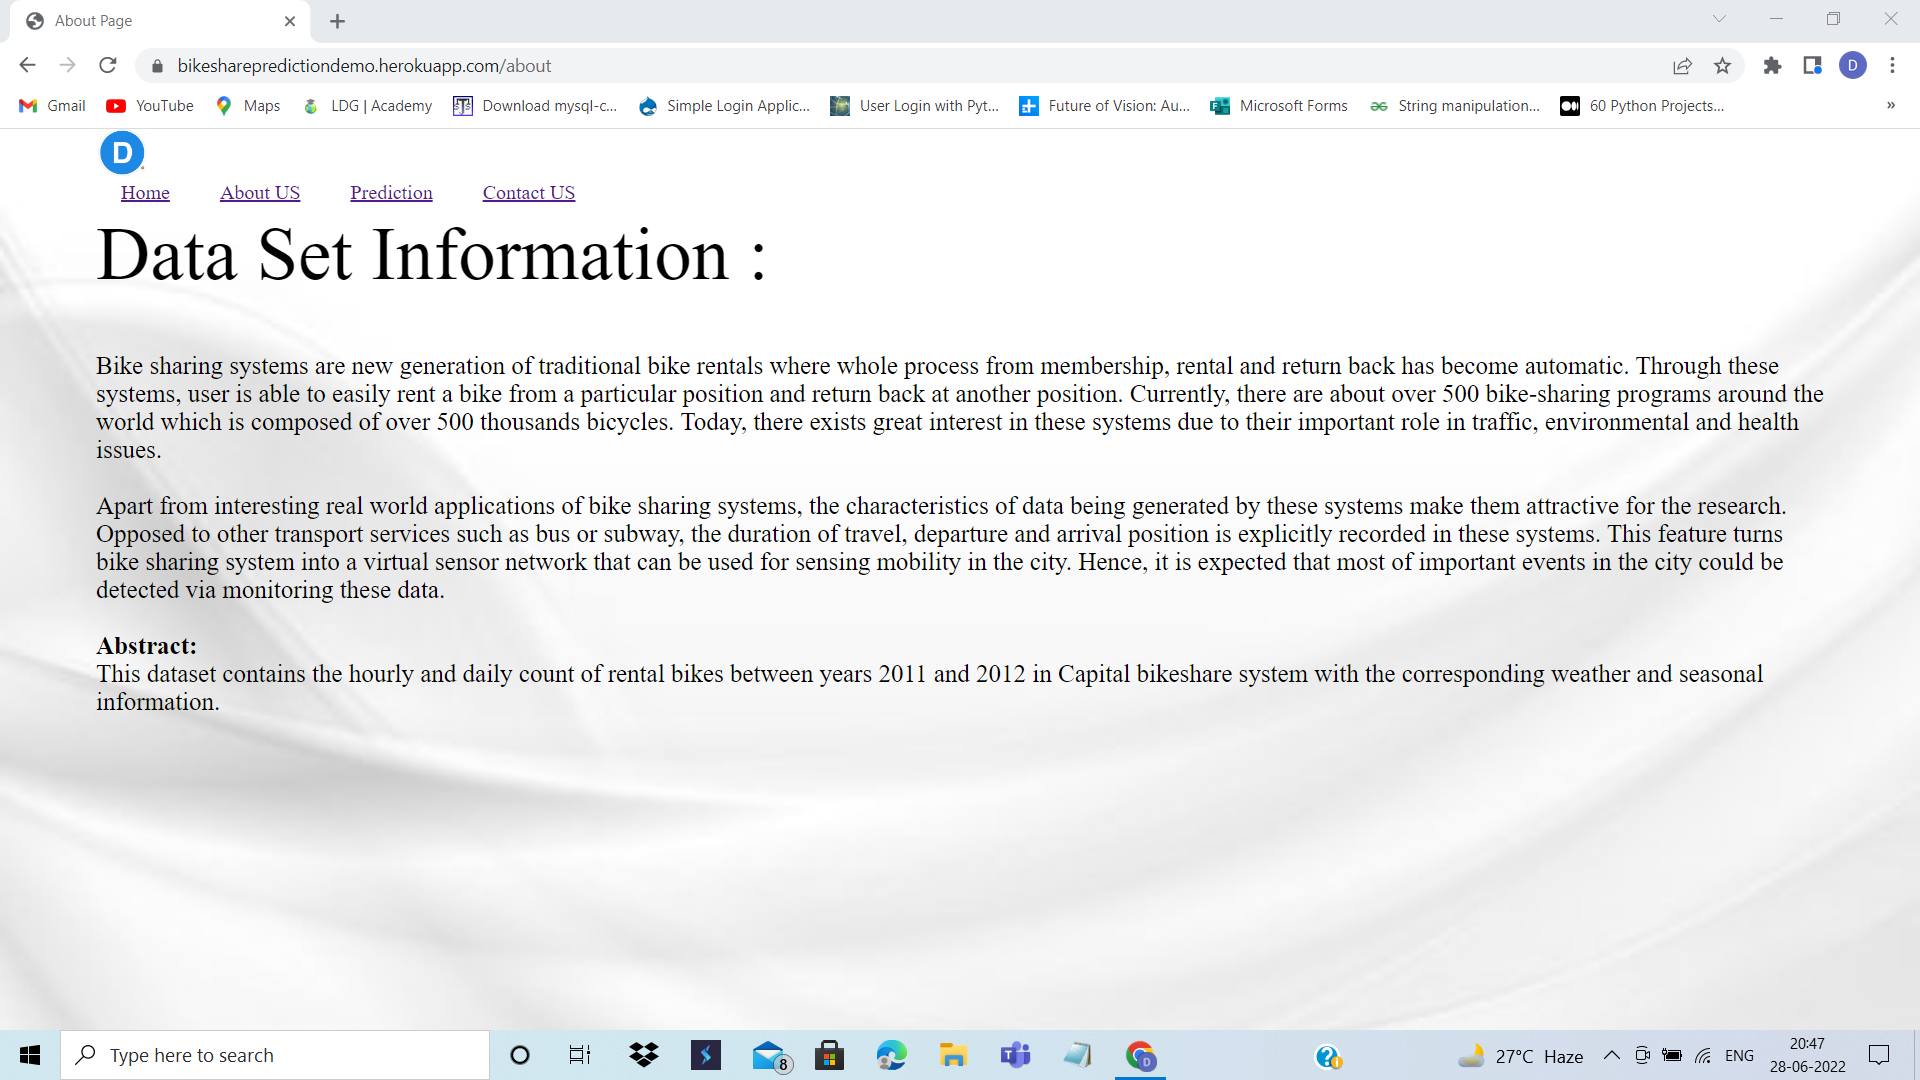 About Page
bikesharepredictiondemo.herokuapp.com/about
D
Gmail YouTube Maps LDG | Academy Download mysql-c... Simple Login Applic... User Login with Pyt... Future of Vision: Au... Microsoft Forms String manipulation... 60 Python Projects... »
D
Home About US Prediction Contact US
Data Set Information :
Bike sharing systems are new generation of traditional bike rentals where whole process from membership, rental and return back has become automatic. Through these
systems, user is able to easily rent a bike from a particular position and return back at another position. Currently, there are about over 500 bike-sharing programs around the
world which is composed of over 500 thousands bicycles. Today, there exists great interest in these systems due to their important role in traffic, environmental and health
issues.
Apart from interesting real world applications of bike sharing systems, the characteristics of data being generated by these systems make them attractive for the research.
Opposed to other transport services such as bus or subway, the duration of travel, departure and arrival position is explicitly recorded in these systems. This feature turns
bike sharing system into a virtual sensor network that can be used for sensing mobility in the city. Hence, it is expected that most of important events in the city could be
detected via monitoring these data.
Abstract:
This dataset contains the hourly and daily count of rental bikes between years 2011 and 2012 in Capital bikeshare system with the corresponding weather and seasonal
information.
Type here to search
8
27°C Haze
ENG
20:47
28-06-2022